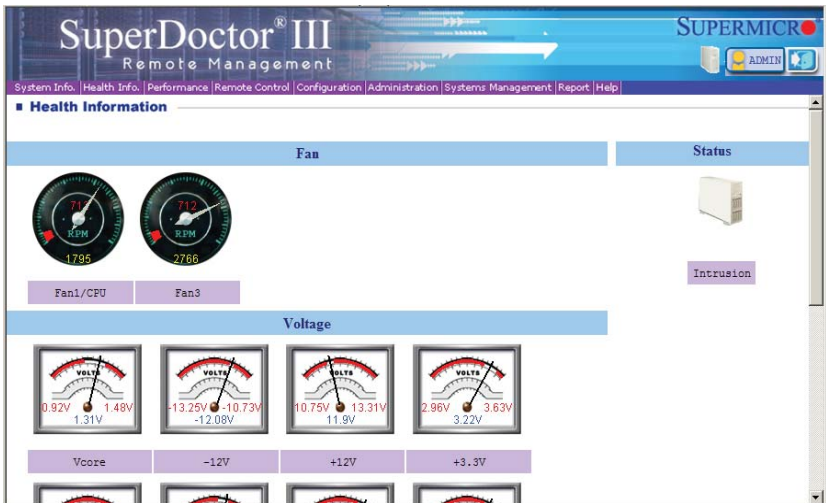 SuperDoctor® III
Remote Management
SUPERMICRO®
ADMIN
System Info. | Health Info. | Performance | Remote Control | Configuration | Administration | Systems Management | Report | Help
Health Information
Fan
Status
712
RPM
1795
712
RPM
2766
Fan1/CPU
Fan3
Intrusion
Voltage
VOLTS
0.92V 1.48V
1.31V
VOLTS
-13.25V -10.73V
-12.08V
VOLTS
10.75V 13.31V
11.9V
VOLTS
2.96V 3.63V
3.22V
Vcore
-12V
+12V
+3.3V